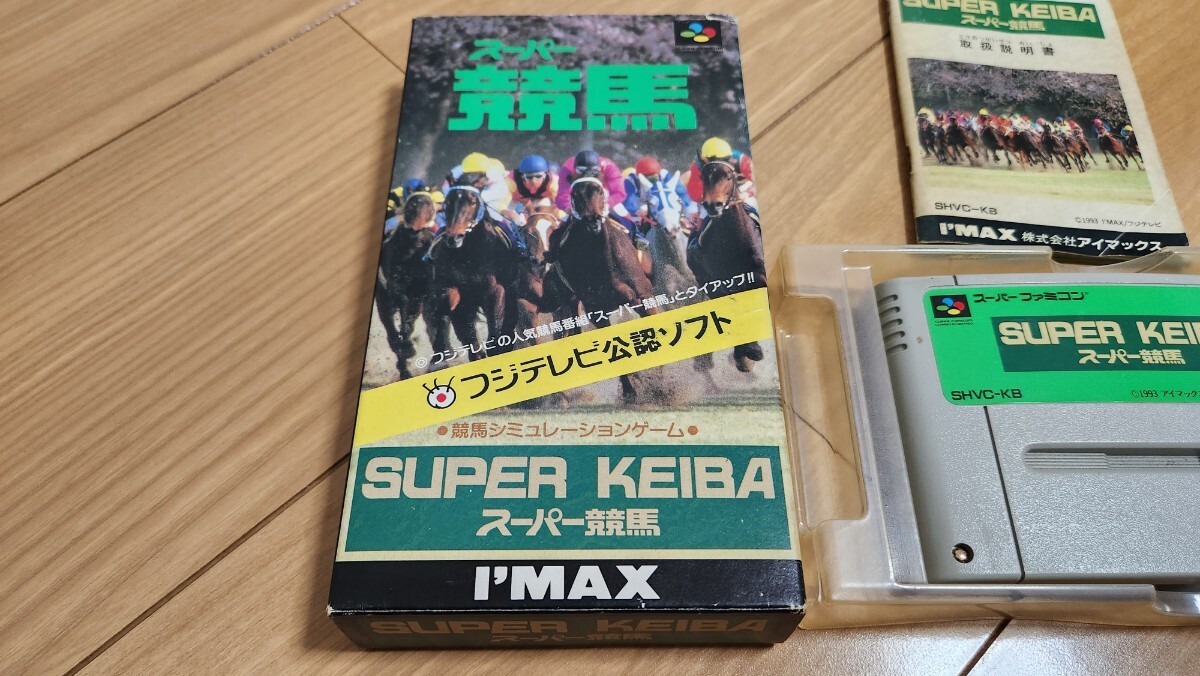 スーパー
競馬
©フジテレビの人気競馬番組「スーパー競馬」とタイアップ!!
フジテレビ公認ソフト
●競馬シミュレーションゲーム●
SUPER KEIBA
スーパー競馬
I'MAX
SUPER KEIBA
スーパー競馬
SUPER KEIBA
スーパー競馬
取扱説明書
SHVC-KB
©1993 I'MAX/フジテレビ
I'MAX 株式会社アイマックス
スーパーファミコン
SUPER KEI
スーパー競馬
SHVC-KB
©1993 アイマック